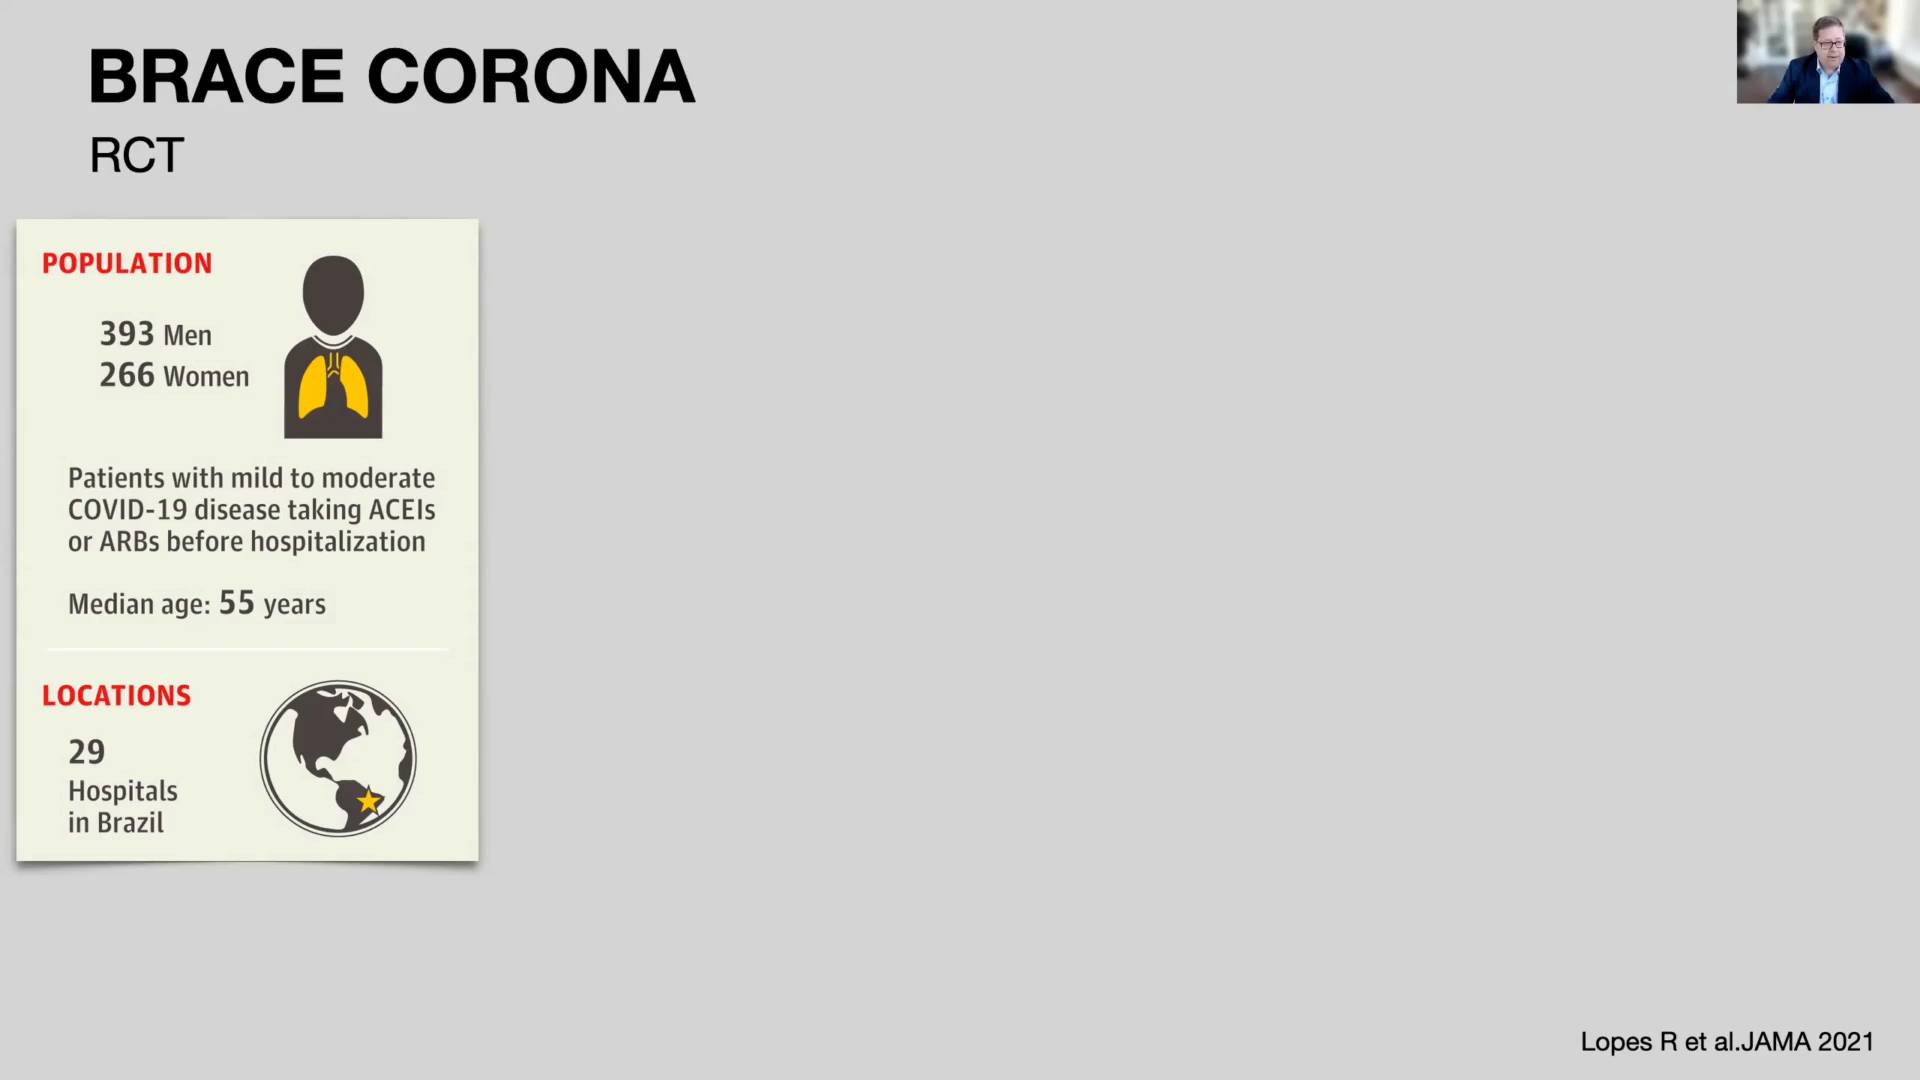 BRACE CORONA
RCT
POPULATION
393 Men
266 Women
Patients with mild to moderate
COVID-19 disease taking ACEIs
or ARBs before hospitalization
Median age: 55 years
LOCATIONS
29
Hospitals
in Brazil
Lopes R et al.JAMA 2021